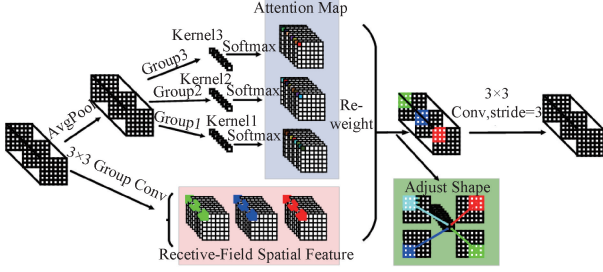 Attention Map
Kernel3
Group3
Softmax
AvgPool
Kernel2
Group2
Softmax
Group1
Kernel1
Softmax
Re-
weight
3×3
Conv,stride=3
3×3 Group Conv
Adjust Shape
Recetive-Field Spatial Feature